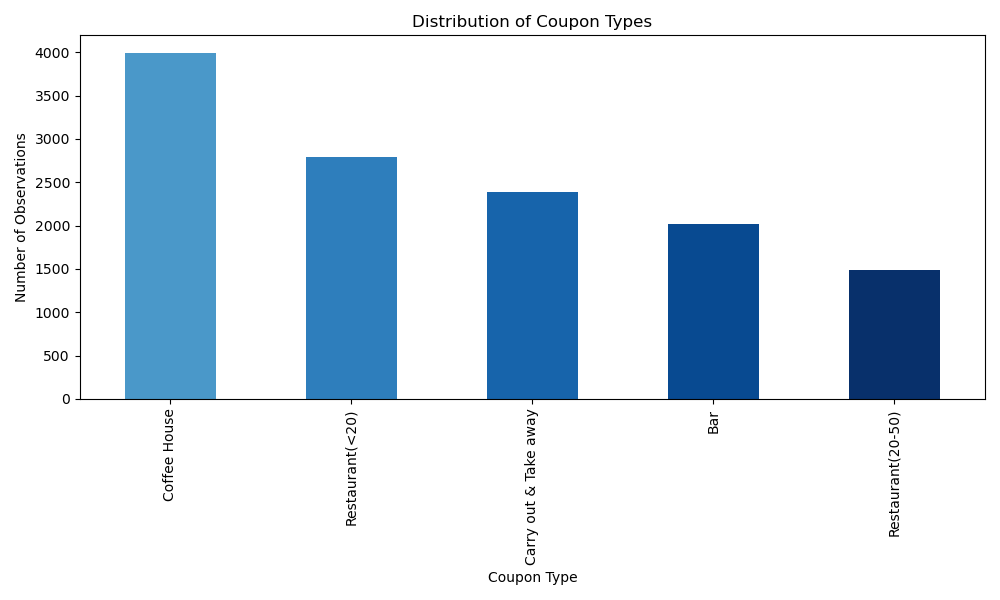 Distribution of Coupon Types
Number of Observations
4000
3500
3000
2500
2000
1500
1000
500
0
Coffee House
Restaurant(<20)
Carry out & Take away
Bar
Restaurant(20-50)
Coupon Type